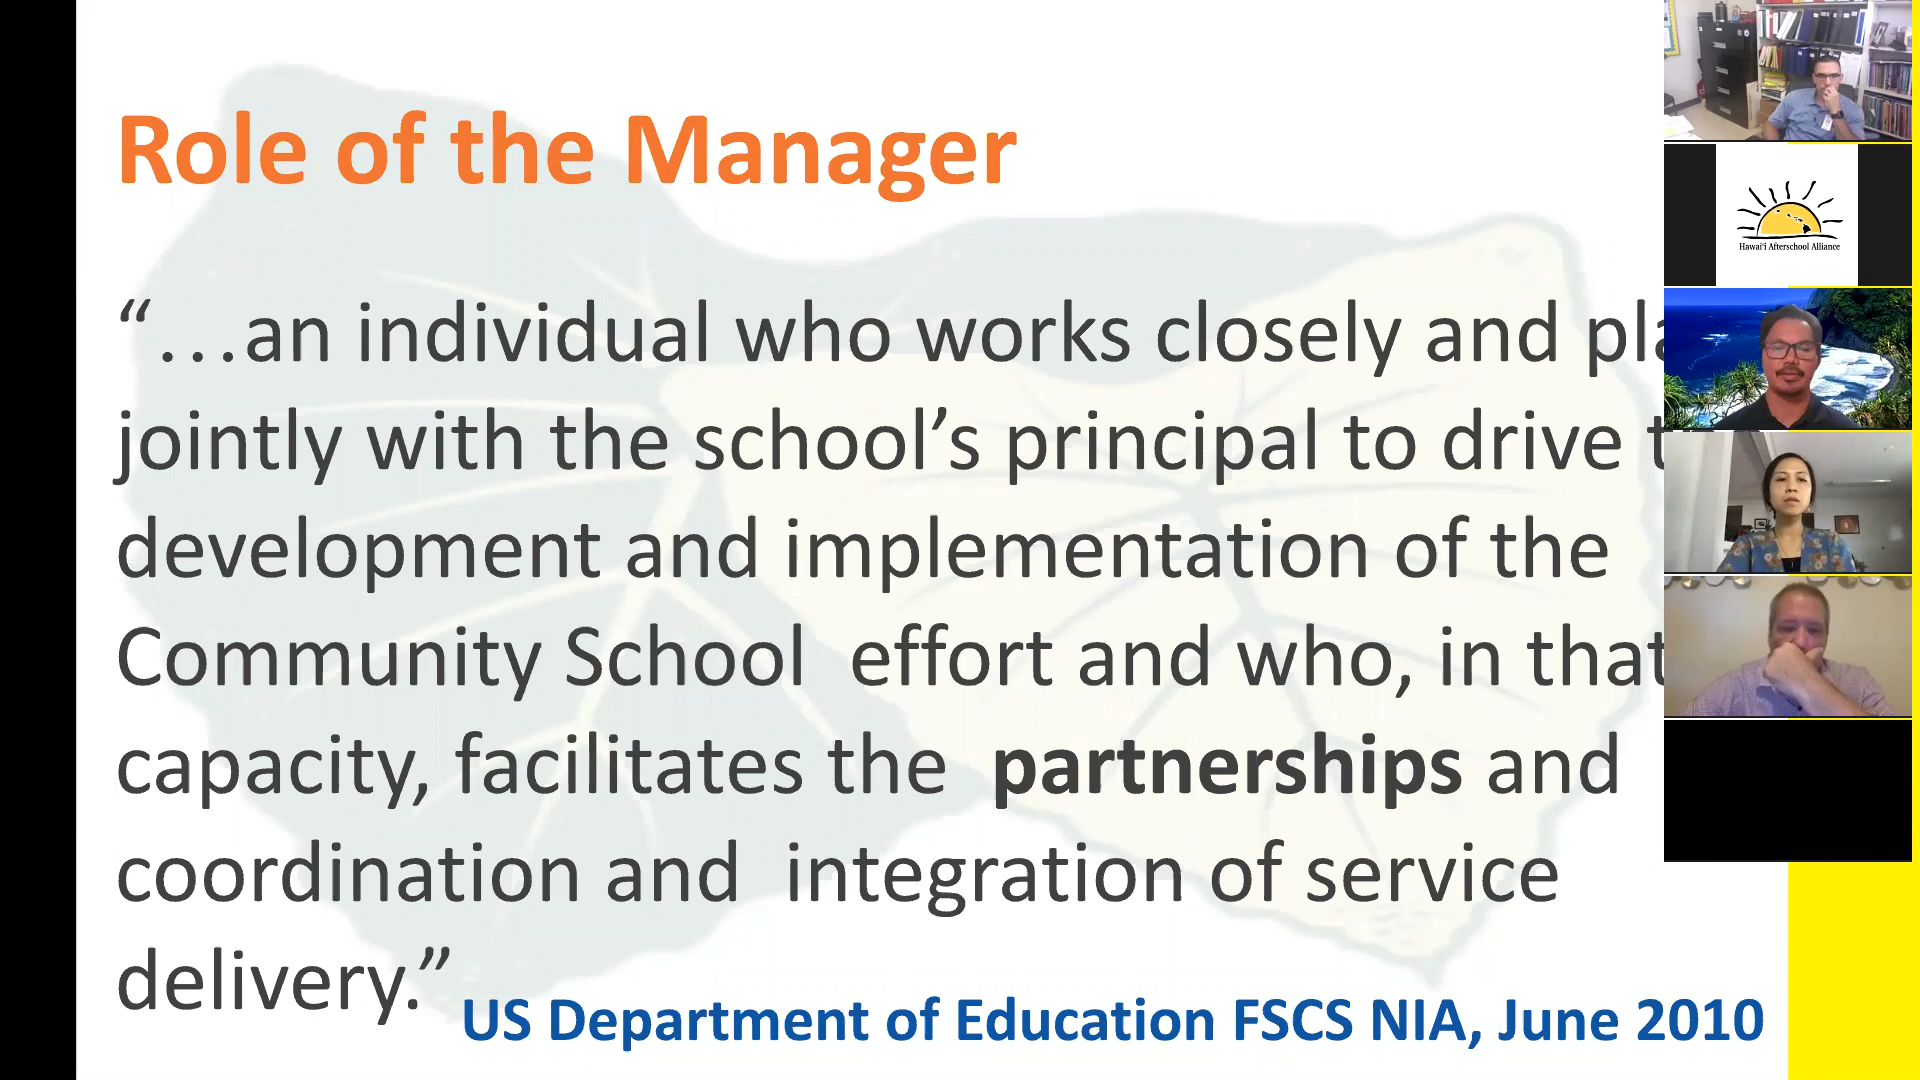 Role of the Manager
“…an individual who works closely and
jointly with the school’s principal to drive
development and implementation of the
Community School  effort and who, in that
capacity, facilitates the  partnerships and
coordination and  integration of service
delivery.”
US Department of Education FSCS NIA, June 2010
Hawai‘i Afterschool Alliance